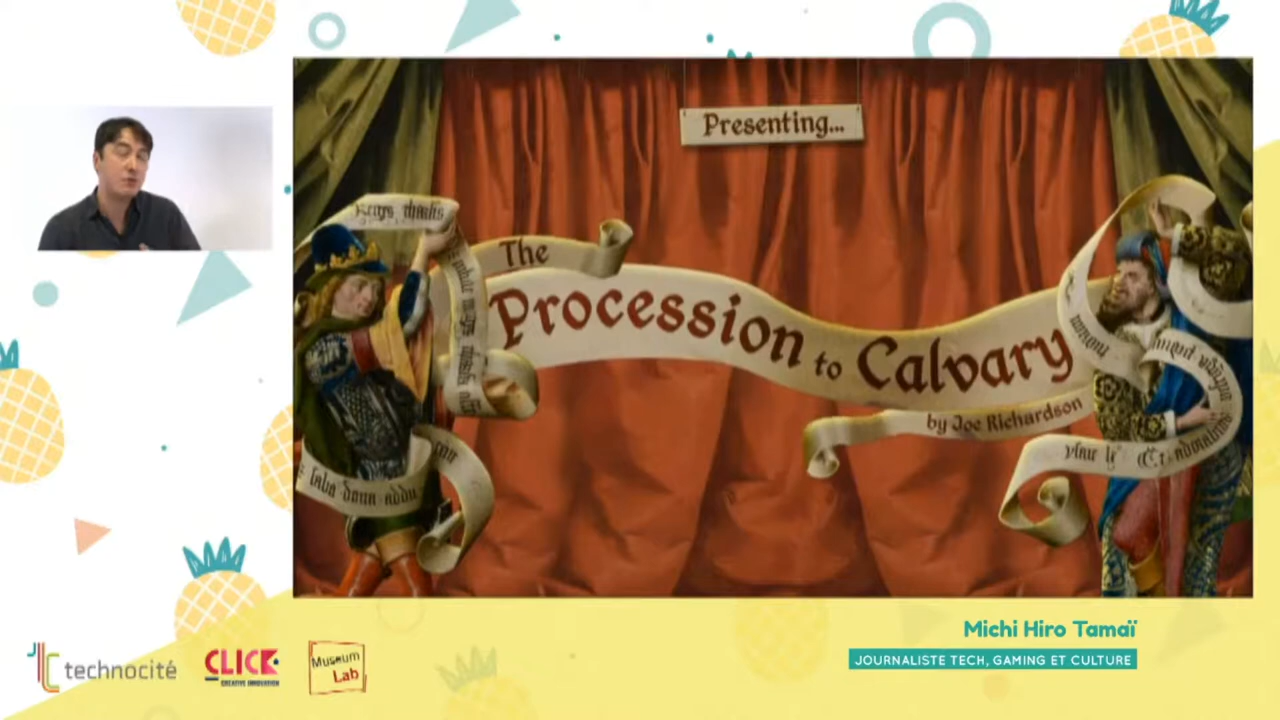 Presenting...
The
Procession to Calvary
by Joe Richardson
Michi Hiro Tamaï
JOURNALISTE TECH, GAMING ET CULTURE
technocité
CLICK
CREATIVE INNOVATION
Museum
Lab